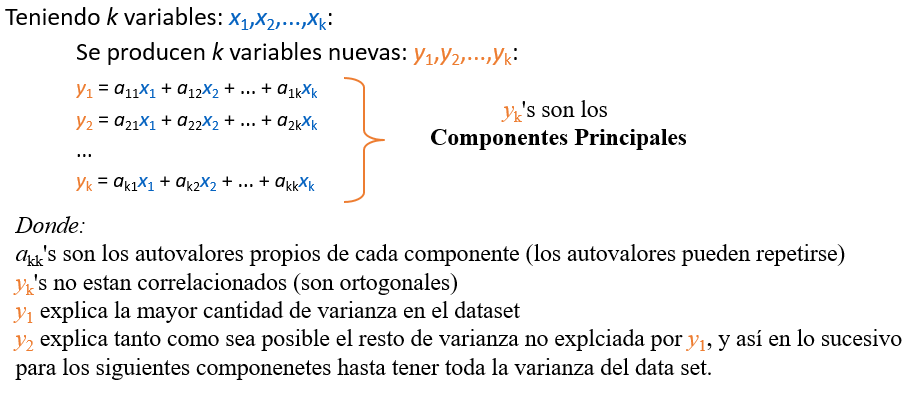 Teniendo k variables: x1,x2,...,xk:
Se producen k variables nuevas: y1,y2,...,yk:
y1 = a11x1 + a12x2 + ... + a1kxk
y2 = a21x1 + a22x2 + ... + a2kxk
...
yk = ak1x1 + ak2x2 + ... + akkxk
yk's son los
Componentes Principales
Donde:
akk's son los autovalores propios de cada componente (los autovalores pueden repetirse)
yk's no estan correlacionados (son ortogonales)
y1 explica la mayor cantidad de varianza en el dataset
y2 explica tanto como sea posible el resto de varianza no explciada por y1, y así en lo sucesivo
para los siguientes componenetes hasta tener toda la varianza del data set.